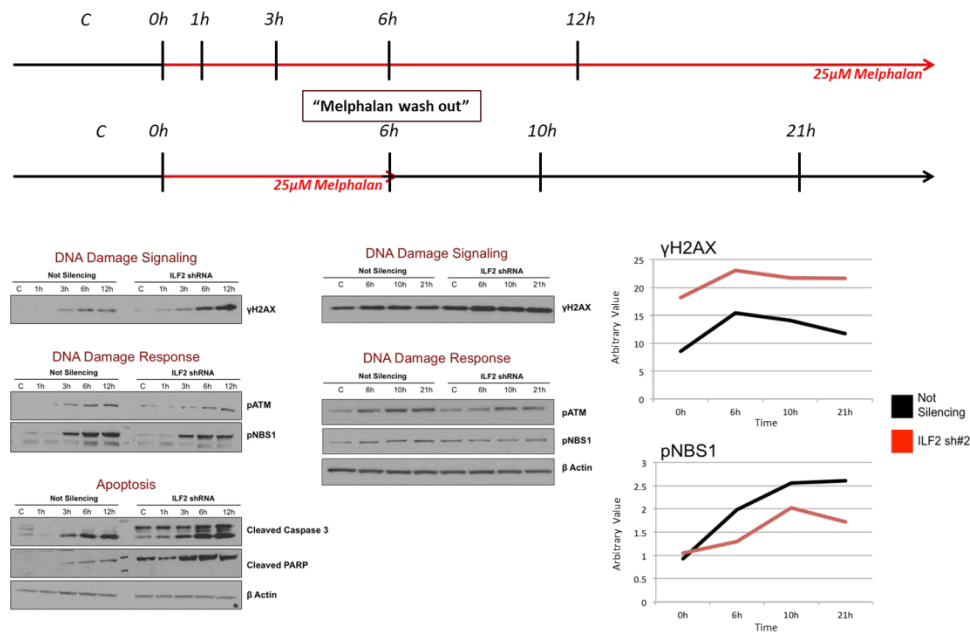 C 0h 1h 3h 6h 12h
25μM Melphalan
"Melphalan wash out"
C 0h 6h 10h 21h
25μM Melphalan
DNA Damage Signaling
Not Silencing ILF2 shRNA
C 1h 3h 6h 12h C 1h 3h 6h 12h
γH2AX
DNA Damage Response
Not Silencing ILF2 shRNA
C 1h 3h 6h 12h C 1h 3h 6h 12h
pATM
pNBS1
Apoptosis
Not Silencing ILF2 shRNA
C 1h 3h 6h 12h C 1h 3h 6h 12h
Cleaved Caspase 3
Cleaved PARP
β Actin
DNA Damage Signaling
Not Silencing ILF2 shRNA
C 6h 10h 21h C 6h 10h 21h
γH2AX
DNA Damage Response
Not Silencing ILF2 shRNA
C 6h 10h 21h C 6h 10h 21h
pATM
pNBS1
β Actin
γH2AX
Arbitrary Value
25
20
15
10
5
0
0h 6h 10h 21h
Time
pNBS1
Arbitrary Value
3
2.5
2
1.5
1
0.5
0
0h 6h 10h 21h
Time
Not
Silencing
ILF2 sh#2